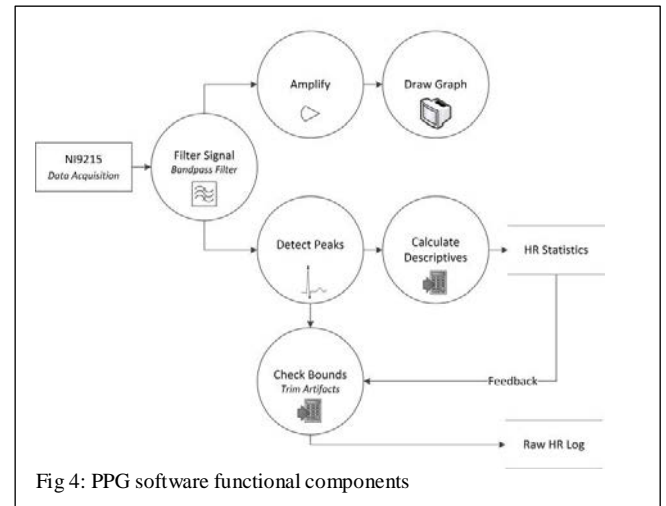 Amplify
Draw Graph
NI9215
Data Acquisition
Filter Signal
Bandpass Filter
Detect Peaks
Calculate
Descriptives
HR Statistics
Check Bounds
Trim Artifacts
Feedback
Raw HR Log
Fig 4: PPG software functional components